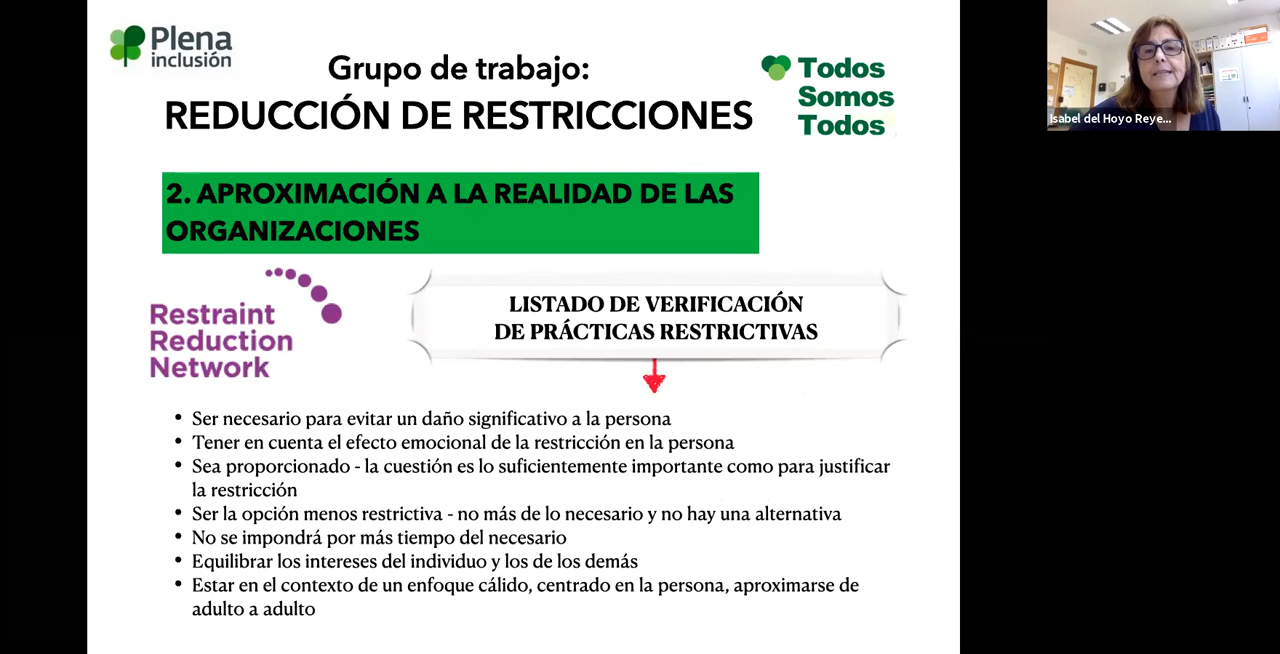 Plena
inclusión
Grupo de trabajo:
REDUCCIÓN DE RESTRICCIONES
Todos
Somos
Todos
Isabel del Hoyo Reye...
2. APROXIMACIÓN A LA REALIDAD DE LAS
ORGANIZACIONES
Restraint
Reduction
Network
LISTADO DE VERIFICACIÓN
DE PRÁCTICAS RESTRICTIVAS
• Ser necesario para evitar un daño significativo a la persona
• Tener en cuenta el efecto emocional de la restricción en la persona
• Sea proporcionado - la cuestión es lo suficientemente importante como para justificar
la restricción
• Ser la opción menos restrictiva - no más de lo necesario y no hay una alternativa
• No se impondrá por más tiempo del necesario
• Equilibrar los intereses del individuo y los de los demás
• Estar en el contexto de un enfoque cálido, centrado en la persona, aproximarse de
adulto a adulto